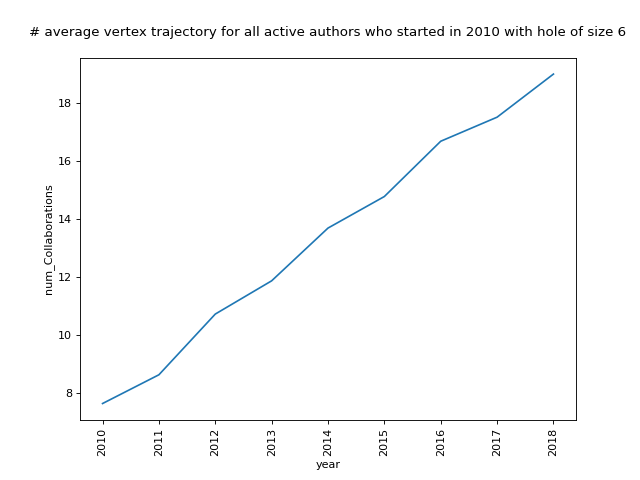 # average vertex trajectory for all active authors who started in 2010 with hole of size 6
num_Collaborations
18
16
14
12
10
8
2010 2011 2012 2013 2014 2015 2016 2017 2018
year